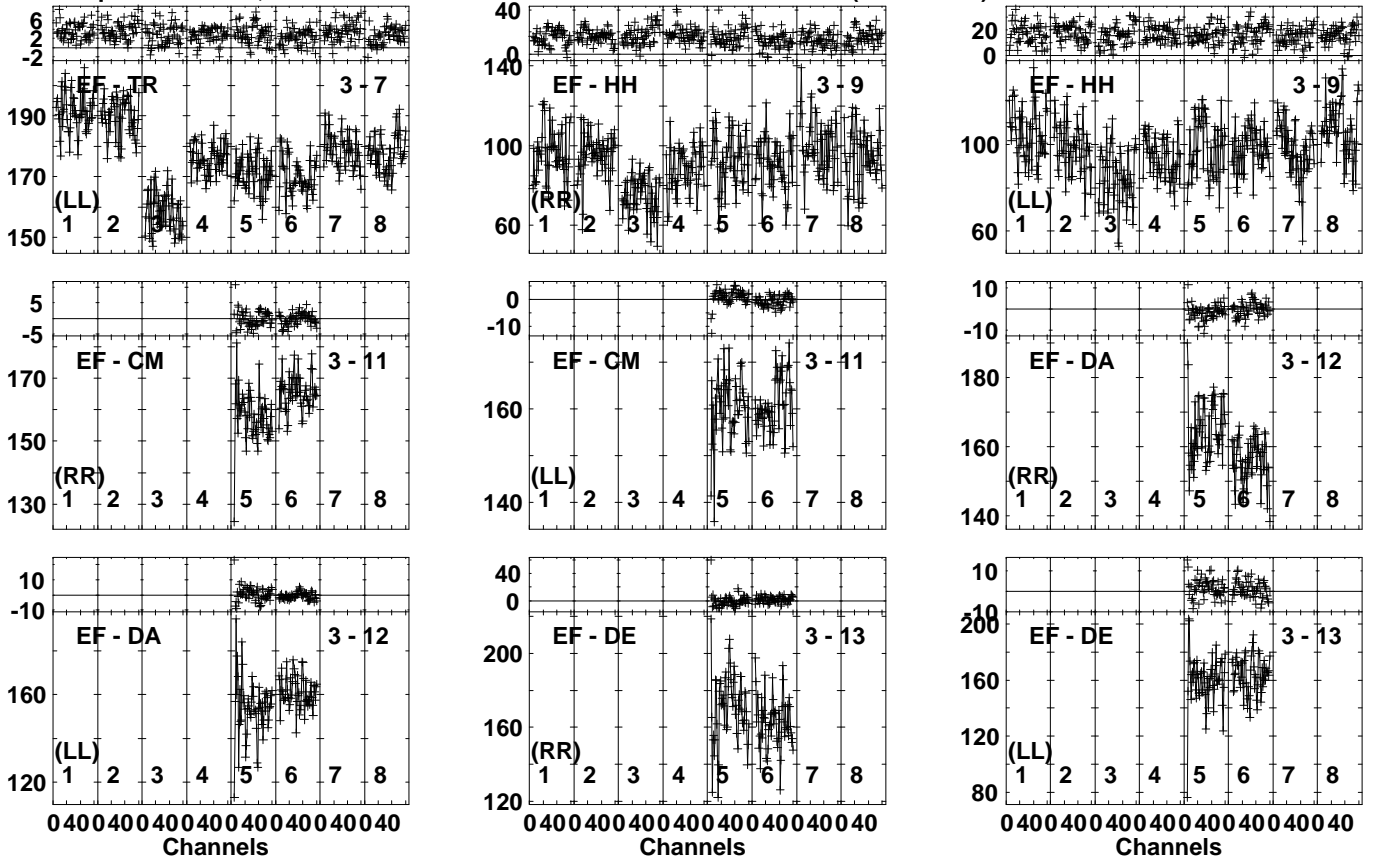 6 2 -2 40 0 20 0
EF - TR 3 - 7
190 170 150
(LL)
1 2 3 4 5 6 7 8
EF - HH 3 - 9
140 100 60
(RR)
1 2 3 4 5 6 7 8
EF - HH 3 - 9
100 60
(LL)
1 2 3 4 5 6 7 8
5 -5
EF - CM 3 - 11
170 150 130
(RR)
1 2 3 4 5 6 7 8
0 -10
EF - CM 3 - 11
160 140
(LL)
1 2 3 4 5 6 7 8
10 -10
EF - DA 3 - 12
180 160 140
(RR)
1 2 3 4 5 6 7 8
10 -10
EF - DA 3 - 12
160 120
(LL)
1 2 3 4 5 6 7 8
0 40 0 40 0 40 0 40 0 40 0 40 0 40 0 40
Channels
40 0
EF - DE 3 - 13
200 160 120
(RR)
1 2 3 4 5 6 7 8
0 40 0 40 0 40 0 40 0 40 0 40 0 40 0 40
Channels
10 -10
EF - DE 3 - 13
200 160 120 80
(LL)
1 2 3 4 5 6 7 8
0 40 0 40 0 40 0 40 0 40 0 40 0 40 0 40
Channels